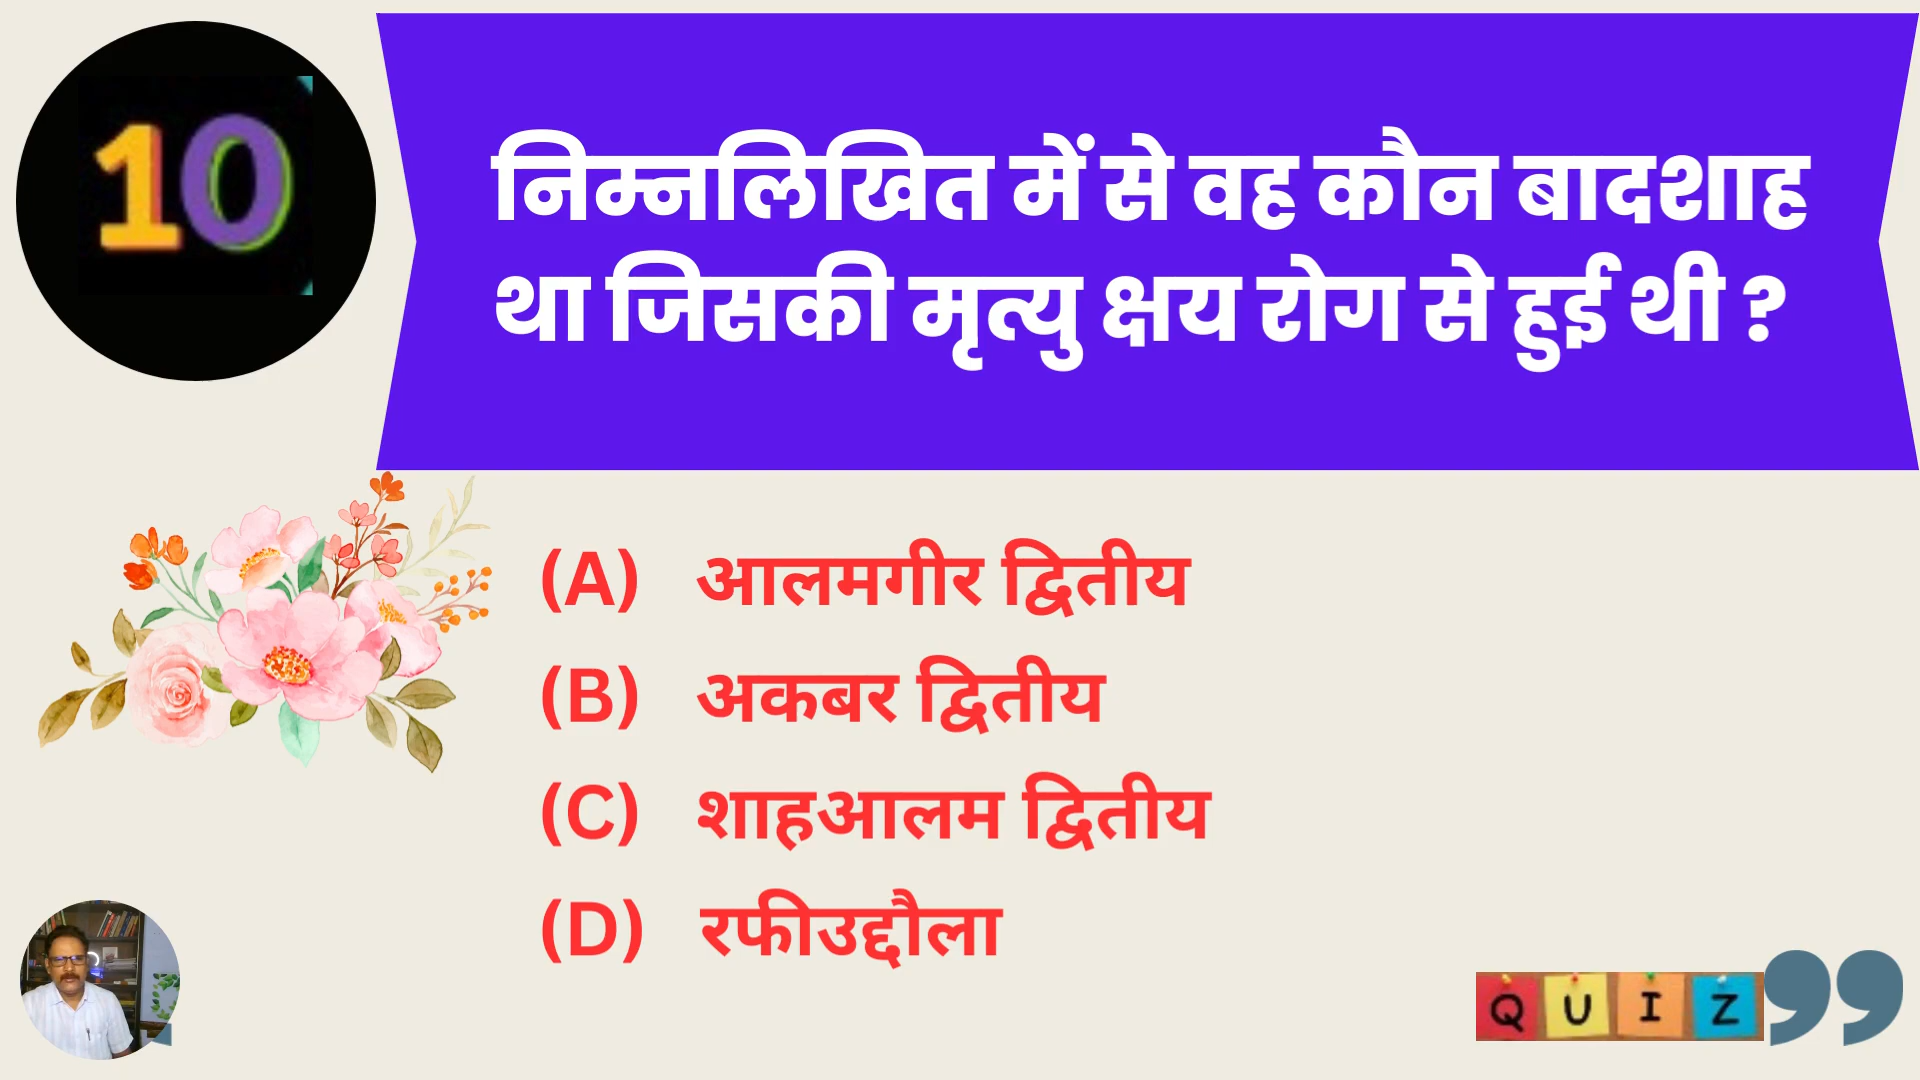 10
निम्नलिखित में से वह कौन बादशाह
था जिसकी मृत्यु क्षय रोग से हुई थी ?
(A) आलमगीर द्वितीय
(B) अकबर द्वितीय
(C) शाहआलम द्वितीय
(D) रफीउद्दौला
QUIZ